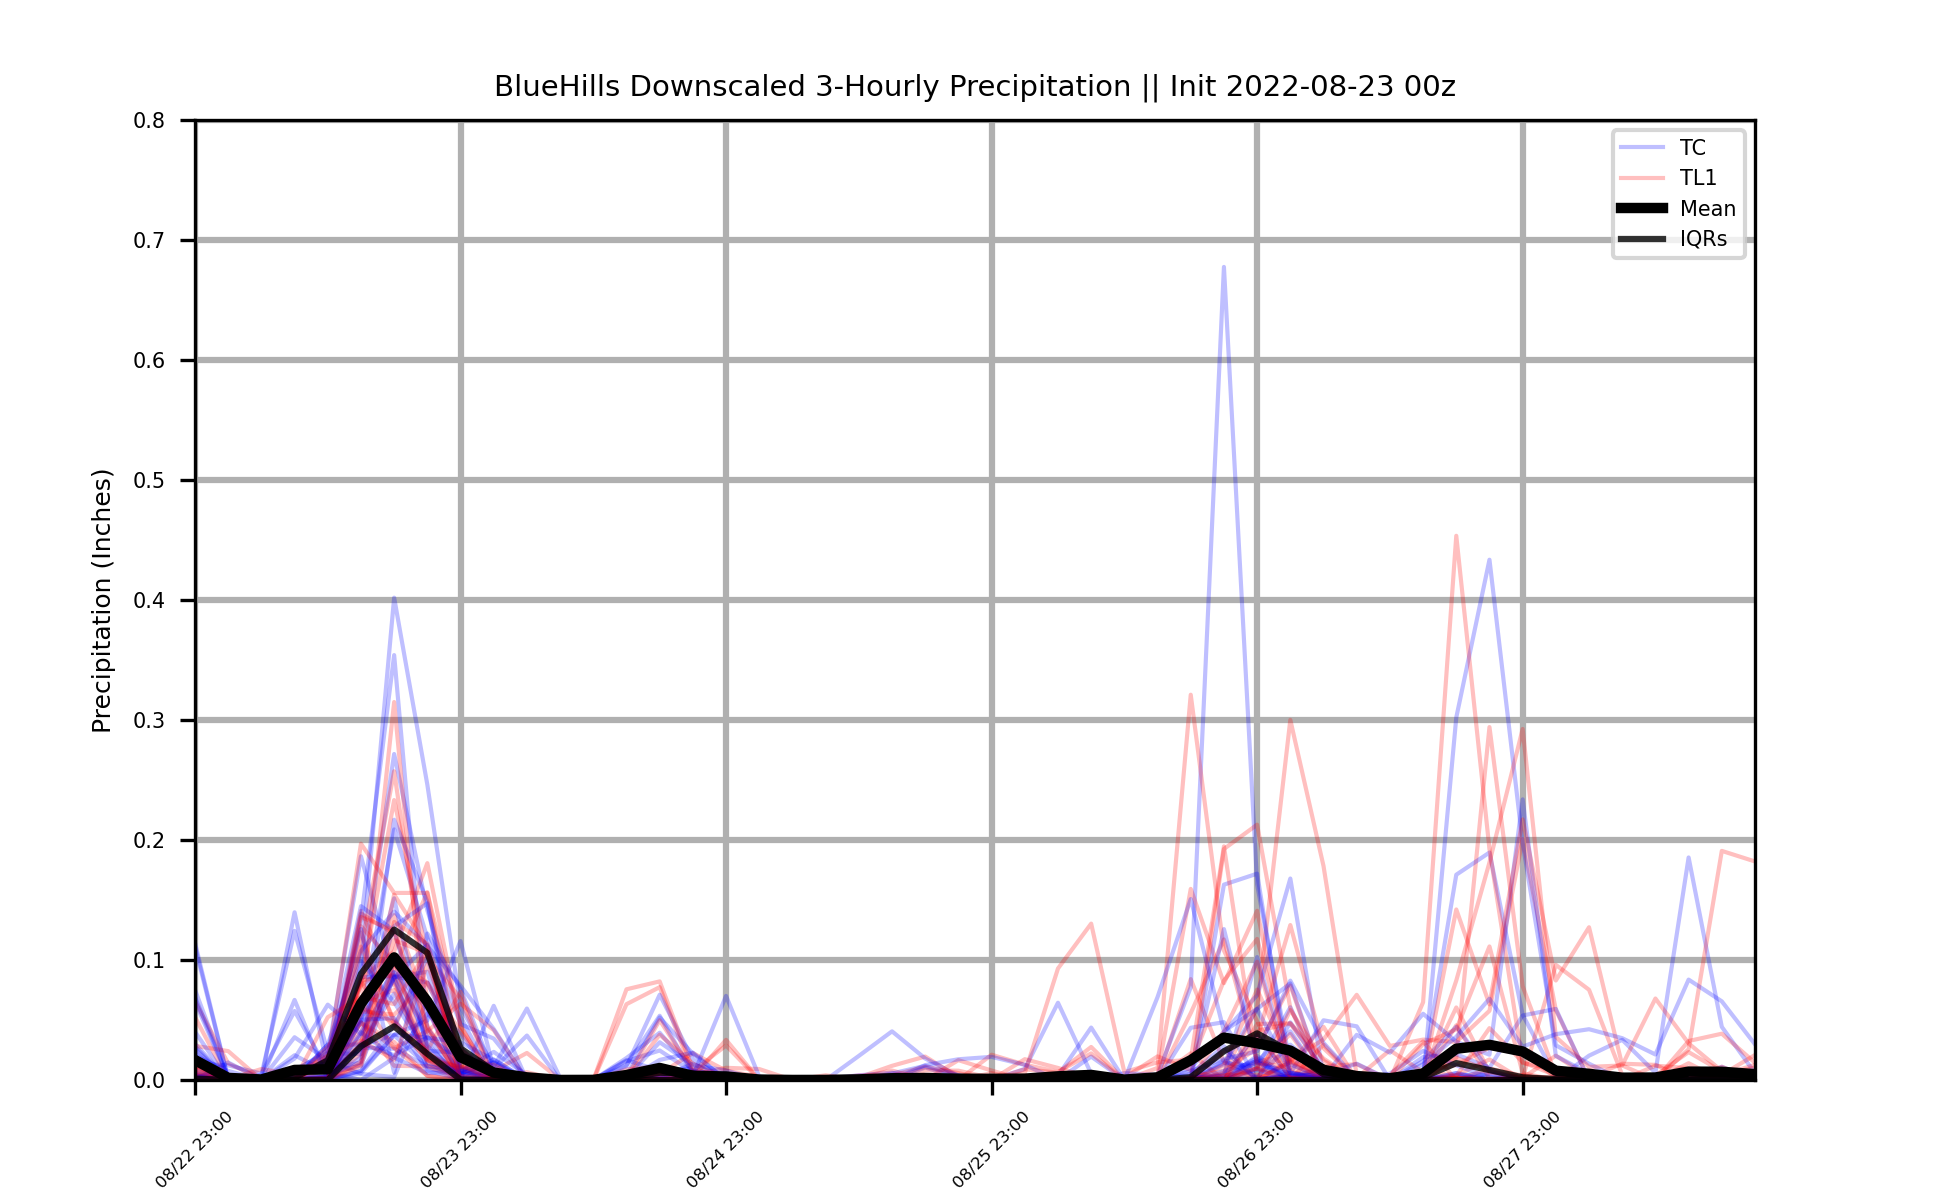 BlueHills Downscaled 3-Hourly Precipitation || Init 2022-08-23 00z
Precipitation (Inches)
0.8
0.7
0.6
0.5
0.4
0.3
0.2
0.1
0.0
TC
TL1
Mean
IQRs
08/22 23:00
08/23 23:00
08/24 23:00
08/25 23:00
08/26 23:00
08/27 23:00